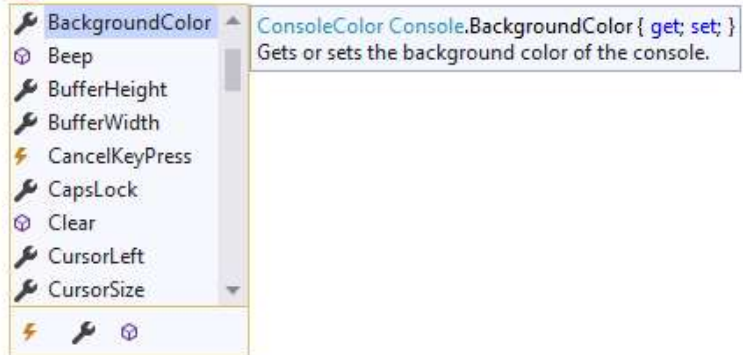 BackgroundColor
Beep
BufferHeight
BufferWidth
CancelKeyPress
CapsLock
Clear
CursorLeft
CursorSize
ConsoleColor Console.BackgroundColor { get; set; }
Gets or sets the background color of the console.